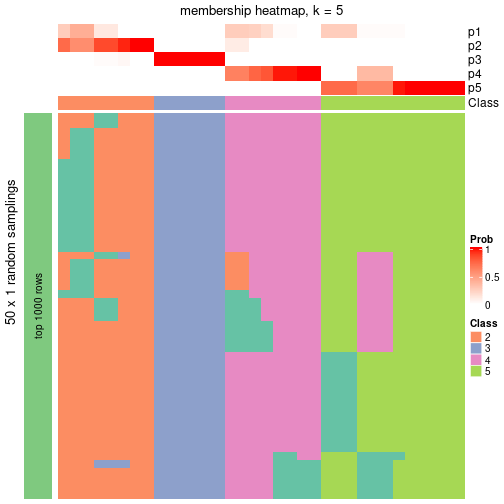 membership heatmap, k = 5
p1
p2
p3
p4
p5
Class
50 x 1 random samplings
top 1000 rows
Prob
1
0.5
0
Class
2
3
4
5